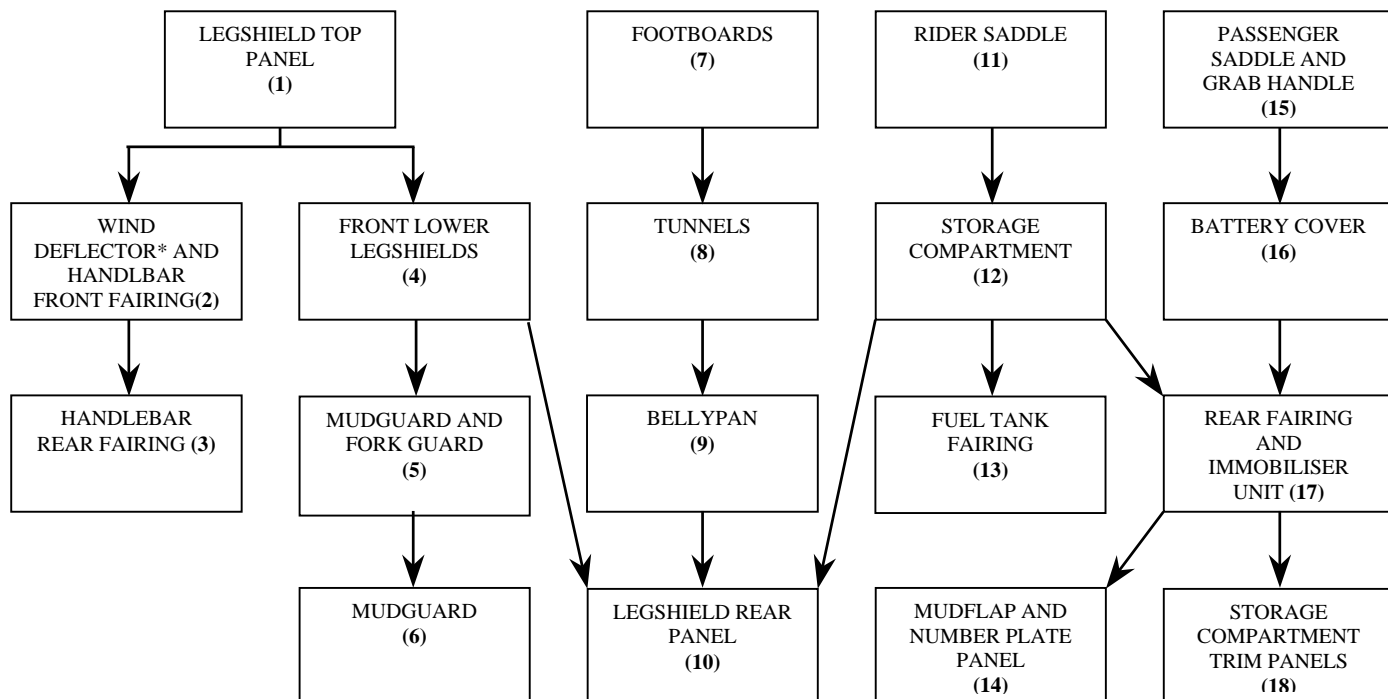 LEGSHIELD TOP
PANEL
(1)
FOOTBOARDS
(7)
RIDER SADDLE
(11)
PASSENGER
SADDLE AND
GRAB HANDLE
(15)
WIND
DEFLECTOR* AND
HANDLBAR
FRONT FAIRING(2)
FRONT LOWER
LEGSHIELDS
(4)
TUNNELS
(8)
STORAGE
COMPARTMENT
(12)
BATTERY COVER
(16)
HANDLEBAR
REAR FAIRING (3)
MUDGUARD AND
FORK GUARD
(5)
BELLYPAN
(9)
FUEL TANK
FAIRING
(13)
REAR FAIRING
AND
IMMOBILISER
UNIT (17)
MUDGUARD
(6)
LEGSHIELD REAR
PANEL
(10)
MUDFLAP AND
NUMBER PLATE
PANEL
(14)
STORAGE
COMPARTMENT
TRIM PANELS
(18)